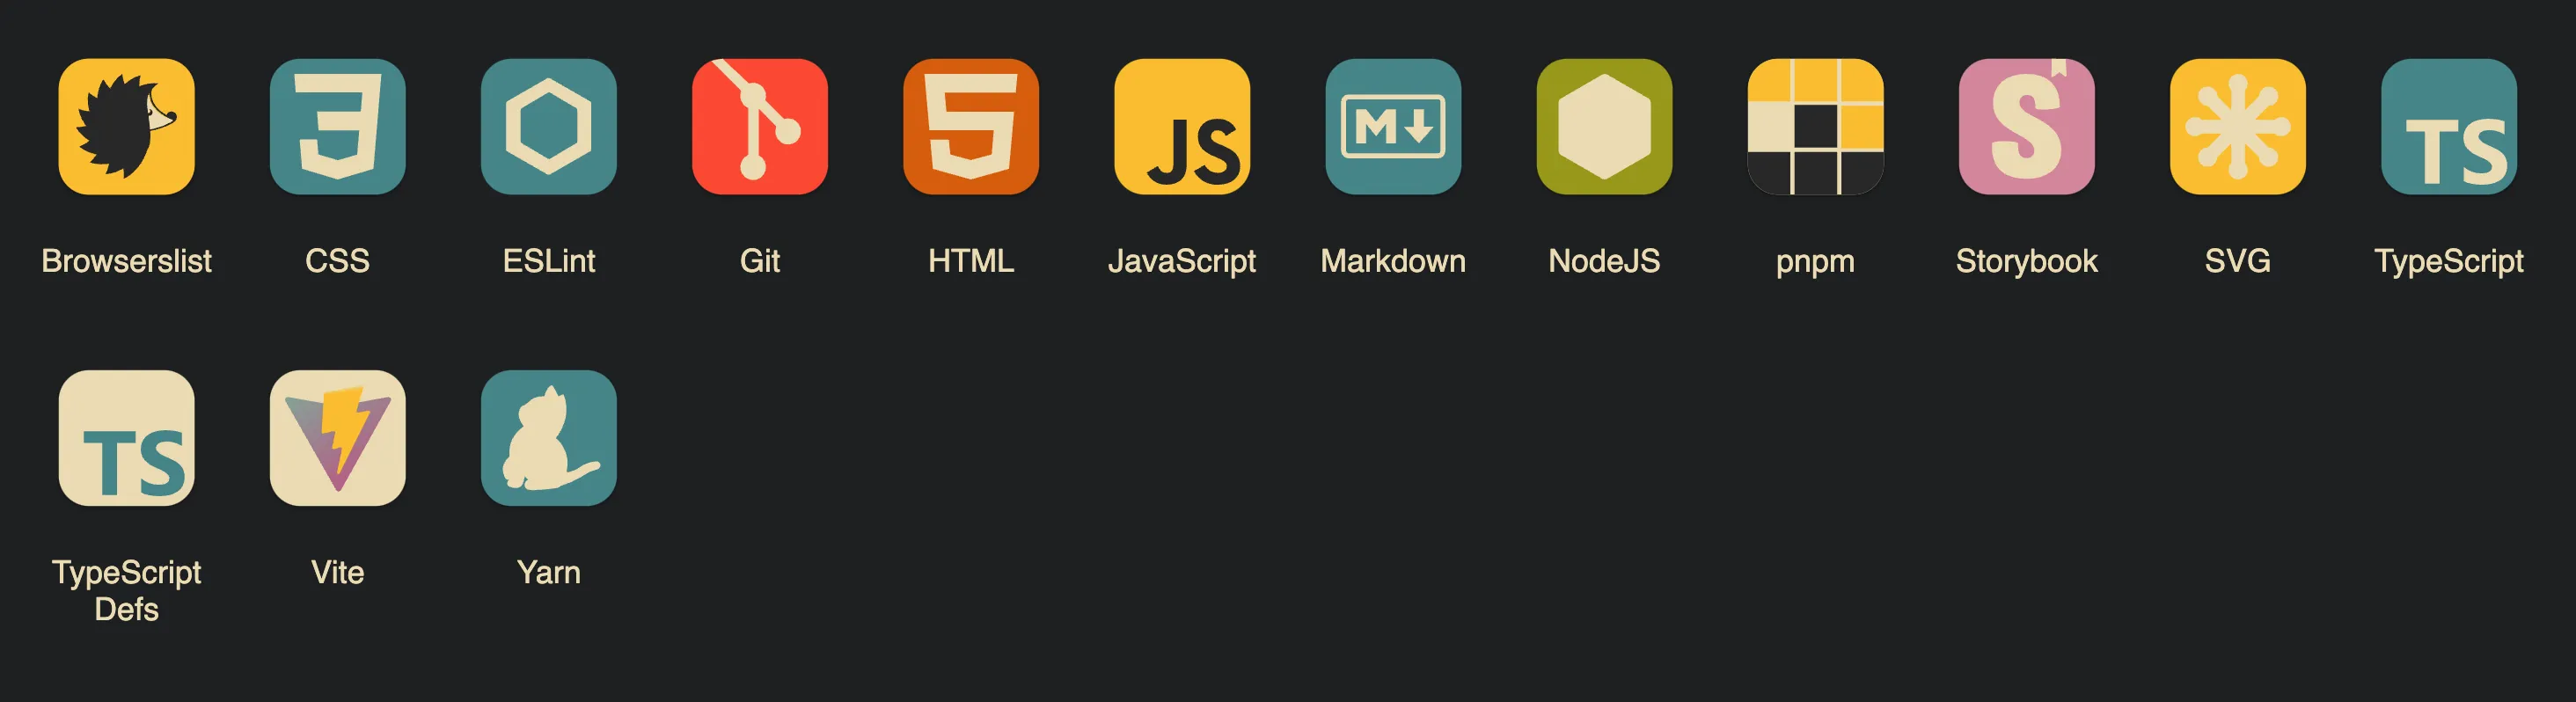 JS
M
S
TS
Browserslist
CSS
ESLint
Git
HTML
JavaScript
Markdown
NodeJS
pnpm
Storybook
SVG
TypeScript
TS
TypeScript
Defs
Vite
Yarn